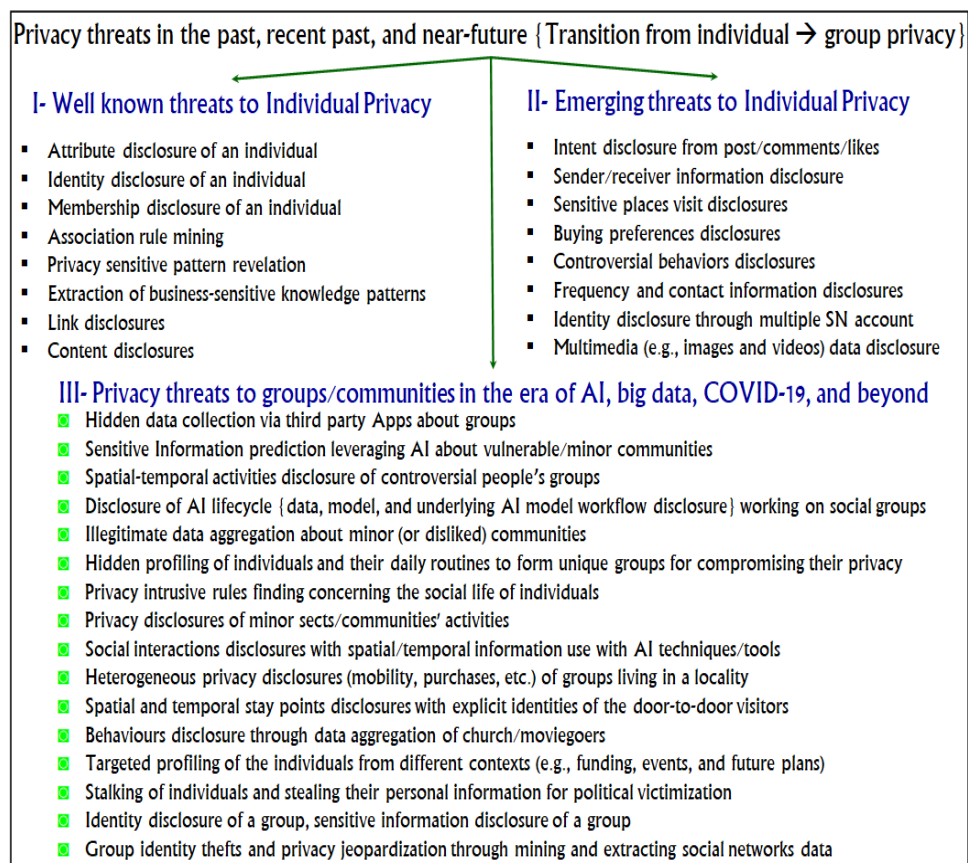 Privacy threats in the past, recent past, and near-future {Transition from individual → group privacy}
I- Well known threats to Individual Privacy
▪ Attribute disclosure of an individual
▪ Identity disclosure of an individual
▪ Membership disclosure of an individual
▪ Association rule mining
▪ Privacy sensitive pattern revelation
▪ Extraction of business-sensitive knowledge patterns
▪ Link disclosures
▪ Content disclosures
II- Emerging threats to Individual Privacy
▪ Intent disclosure from post/comments/likes
▪ Sender/receiver information disclosure
▪ Sensitive places visit disclosures
▪ Buying preferences disclosures
▪ Controversial behaviors disclosures
▪ Frequency and contact information disclosures
▪ Identity disclosure through multiple SN account
▪ Multimedia (e.g., images and videos) data disclosure
III- Privacy threats to groups/communities in the era of AI, big data, COVID-19, and beyond
◙ Hidden data collection via third party Apps about groups
◙ Sensitive Information prediction leveraging AI about vulnerable/minor communities
◙ Spatial-temporal activities disclosure of controversial people's groups
◙ Disclosure of AI lifecycle {data, model, and underlying AI model workflow disclosure} working on social groups
◙ Illegitimate data aggregation about minor (or disliked) communities
◙ Hidden profiling of individuals and their daily routines to form unique groups for compromising their privacy
◙ Privacy intrusive rules finding concerning the social life of individuals
◙ Privacy disclosures of minor sects/communities' activities
◙ Social interactions disclosures with spatial/temporal information use with AI techniques/tools
◙ Heterogeneous privacy disclosures (mobility, purchases, etc.) of groups living in a locality
◙ Spatial and temporal stay points disclosures with explicit identities of the door-to-door visitors
◙ Behaviours disclosure through data aggregation of church/moviegoers
◙ Targeted profiling of the individuals from different contexts (e.g., funding, events, and future plans)
◙ Stalking of individuals and stealing their personal information for political victimization
◙ Identity disclosure of a group, sensitive information disclosure of a group
◙ Group identity thefts and privacy jeopardization through mining and extracting social networks data